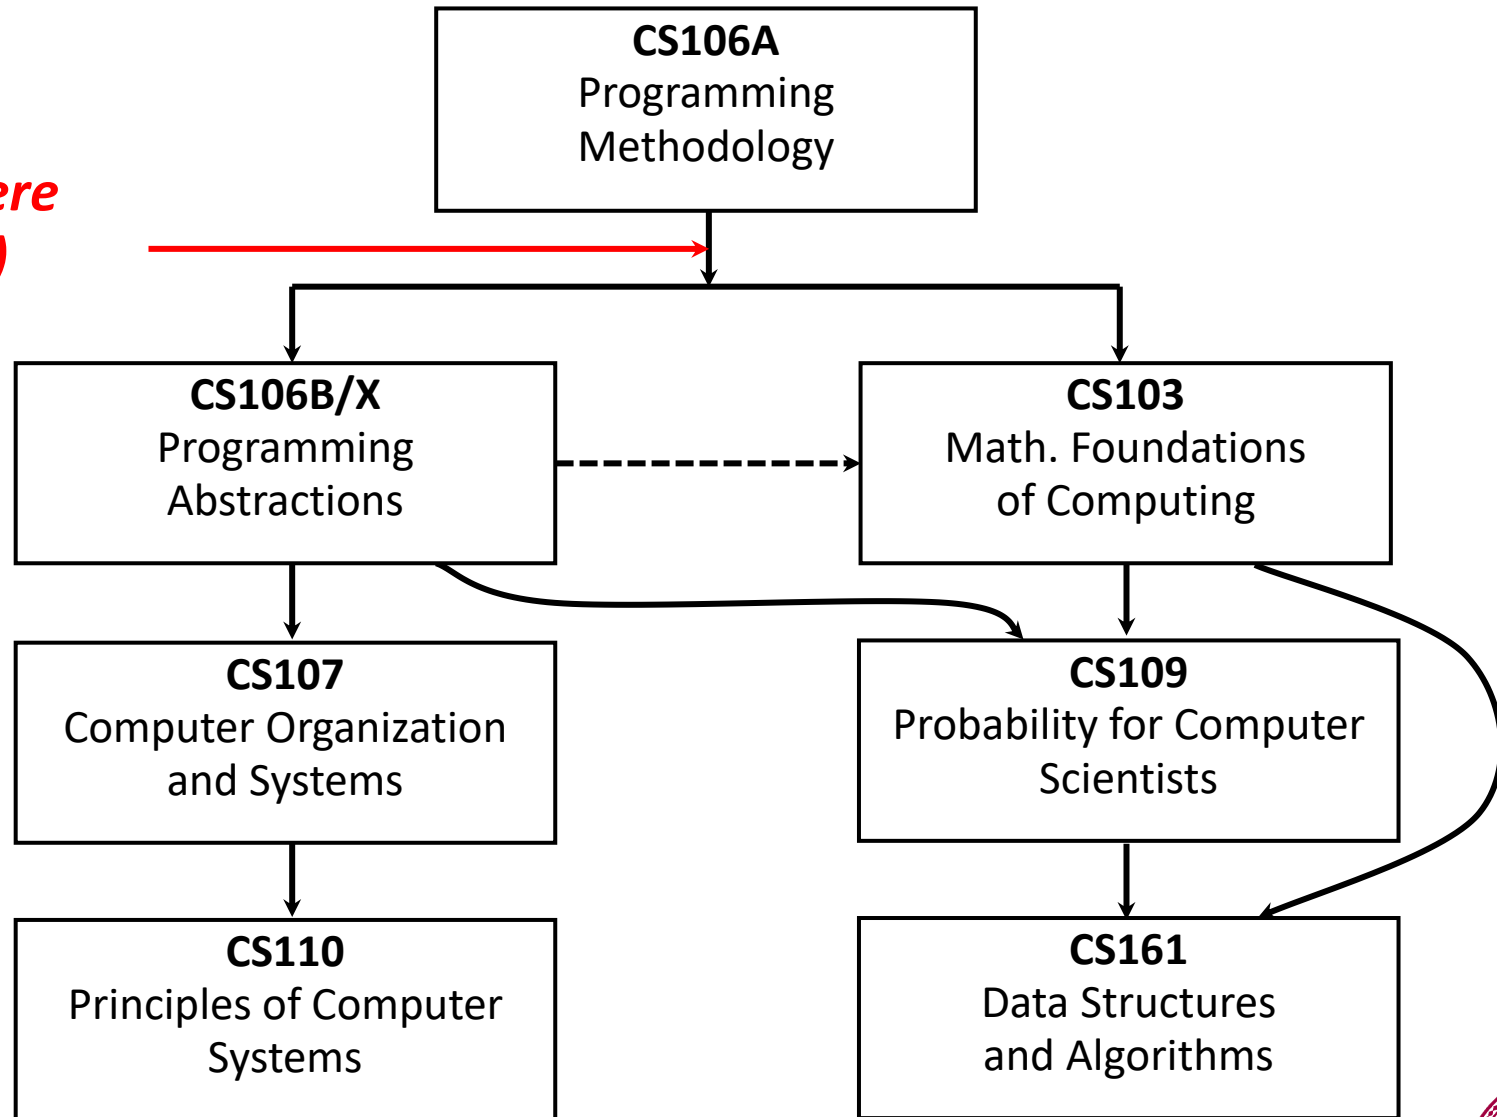 CS106A
Programming
Methodology
ere
)
CS106B/X
Programming
Abstractions
CS103
Math. Foundations
of Computing
CS107
Computer Organization
and Systems
CS109
Probability for Computer
Scientists
CS110
Principles of Computer
Systems
CS161
Data Structures
and Algorithms